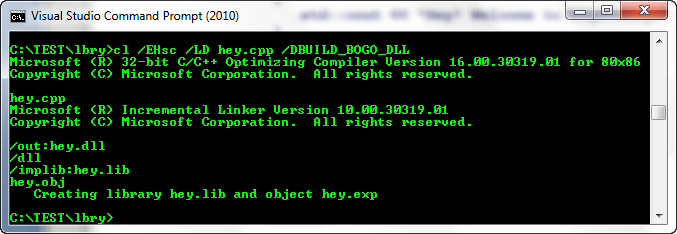 Visual Studio Command Prompt (2010)
C:\TEST\lbry>cl /EHsc /LD hey.cpp /DBUILD_BOGO_DLL
Microsoft (R) 32-bit C/C++ Optimizing Compiler Version 16.00.30319.01 for 80x86
Copyright (C) Microsoft Corporation.  All rights reserved.
hey.cpp
Microsoft (R) Incremental Linker Version 10.00.30319.01
Copyright (C) Microsoft Corporation.  All rights reserved.
/out:hey.dll
/dll
/implib:hey.lib
hey.obj
   Creating library hey.lib and object hey.exp
C:\TEST\lbry>